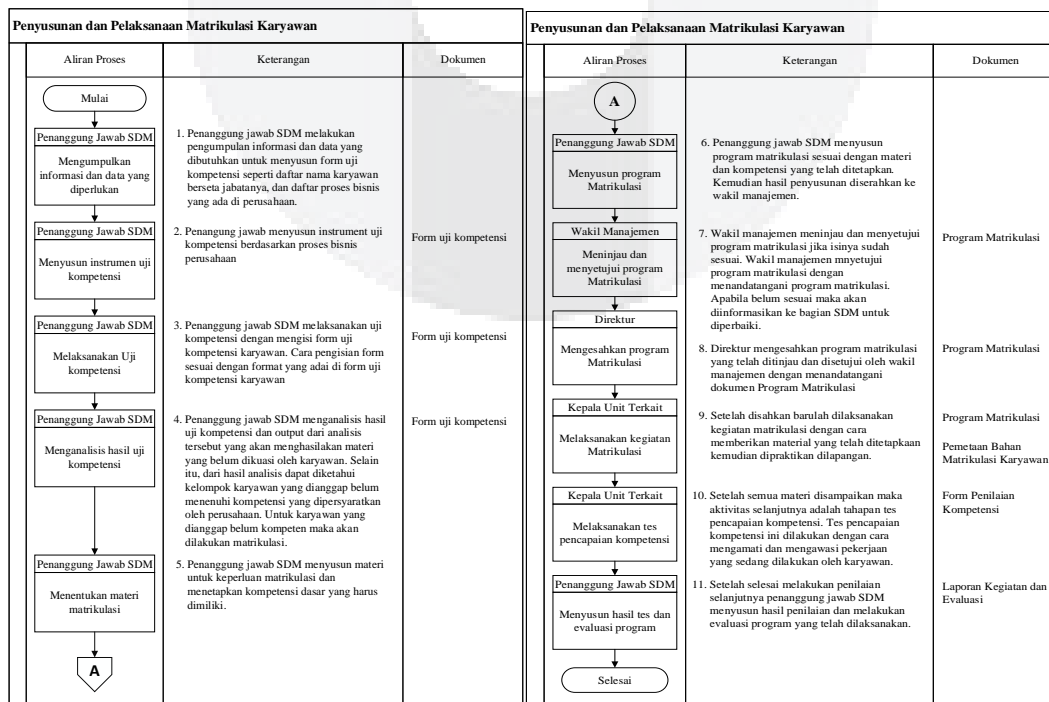 Penyusunan dan Pelaksanaan Matrikulasi Karyawan
Aliran Proses
Keterangan
Dokumen
Mulai
Penanggung Jawab SDM
Mengumpulkan
informasi dan data yang
diperlukan
1. Penanggung jawab SDM melakukan
pengumpulan informasi dan data yang
dibutuhkan untuk menyusun form uji
kompetensi seperti daftar nama karyawan
berseta jabatanya, dan daftar proses bisnis
yang ada di perusahaan.
Penanggung Jawab SDM
Menyusun instrumen uji
kompetensi
2. Penangung jawab menyusun instrument uji
kompetensi berdasarkan proses bisnis
perusahaan
Form uji kompetensi
Penanggung Jawab SDM
Melaksanakan Uji
kompetensi
3. Penanggung jawab SDM melaksanakan uji
kompetensi dengan mengisi form uji
kompetensi karyawan. Cara pengisian form
sesuai dengan format yang adai di form uji
kompetensi karyawan
Form uji kompetensi
Penanggung Jawab SDM
Menganalisis hasil uji
kompetensi
4. Penanggung jawab SDM menganalisis hasil
uji kompetensi dan output dari analisis
tersebut yang akan menghasilakan materi
yang belum dikuasi oleh karyawan. Selain
itu, dari hasil analisis dapat diketahui
kelompok karyawan yang dianggap belum
menenuhi kompetensi yang dipersyaratkan
oleh perusahaan. Untuk karyawan yang
dianggap belum kompeten maka akan
dilakukan matrikulasi.
Form uji kompetensi
Penanggung Jawab SDM
Menentukan materi
matrikulasi
5. Penanggung jawab SDM menyusun materi
untuk keperluan matrikulasi dan
menetapkan kompetensi dasar yang harus
dimiliki.
A
Penyusunan dan Pelaksanaan Matrikulasi Karyawan
Aliran Proses
Keterangan
Dokumen
A
Penanggung Jawab SDM
Menyusun program
Matrikulasi
6. Penanggung jawab SDM menyusun
program matrikulasi sesuai dengan materi
dan kompetensi yang telah ditetapkan.
Kemudian hasil penyusunan diserahkan ke
wakil manajemen.
Wakil Manajemen
Meninjau dan
menyetujui program
Matrikulasi
7. Wakil manajemen meninjau dan menyetujui
program matrikulasi jika isinya sudah
sesuai. Wakil manajemen mnyetujui
program matrikulasi dengan
menandatangani program matrikulasi.
Apabila belum sesuai maka akan
diinformasikan ke bagian SDM untuk
diperbaiki.
Program Matrikulasi
Direktur
Mengesahkan program
Matrikulasi
8. Direktur mengesahkan program matrikulasi
yang telah ditinjau dan disetujui oleh wakil
manajemen dengan menandatangani
dokumen Program Matrikulasi
Program Matrikulasi
Kepala Unit Terkait
Melaksanakan kegiatan
Matrikulasi
9. Setelah disahkan barulah dilaksanakan
kegiatan matrikulasi dengan cara
memberikan material yang telah ditetapkaan
kemudian dipraktikan dilapangan.
Program Matrikulasi
Pemetaan Bahan
Matrikulasi Karyawan
Kepala Unit Terkait
Melaksanakan tes
pencapaian kompetensi
10. Setelah semua materi disampaikan maka
aktivitas selanjutnya adalah tahapan tes
pencapaian kompetensi. Tes pencapaian
kompetensi ini dilakukan dengan cara
mengamati dan mengawasi pekerjaan
yang sedang dilakukan oleh karyawan.
Form Penilaian
Kompetensi
Penanggung Jawab SDM
Menyusun hasil tes dan
evaluasi program
11. Setelah selesai melakukan penilaian
selanjutnya penanggung jawab SDM
menyusun hasil penilaian dan melakukan
evaluasi program yang telah dilaksanakan.
Laporan Kegiatan dan
Evaluasi
Selesai